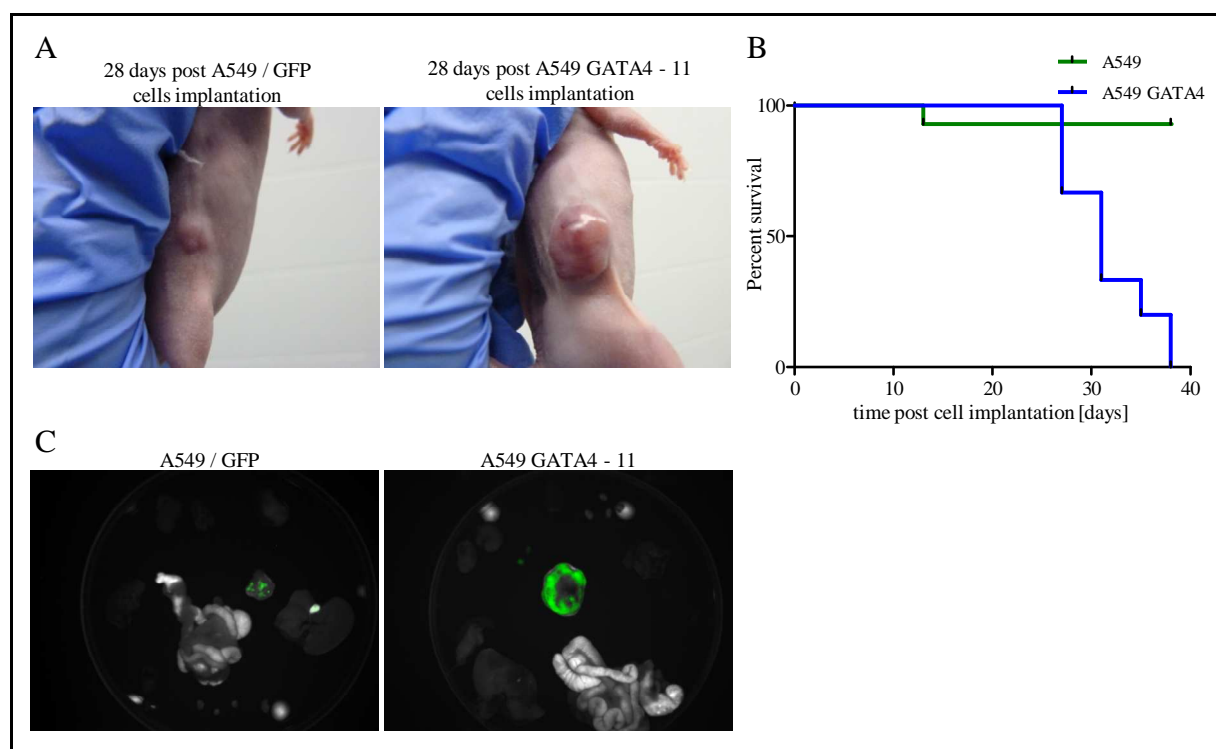 A
28 days post A549 / GFP
cells implantation
28 days post A549 GATA4 - 11
cells implantation
B
A549
A549 GATA4
100
50
0
Percent survival
0 10 20 30 40
time post cell implantation [days]
C
A549 / GFP
A549 GATA4 - 11